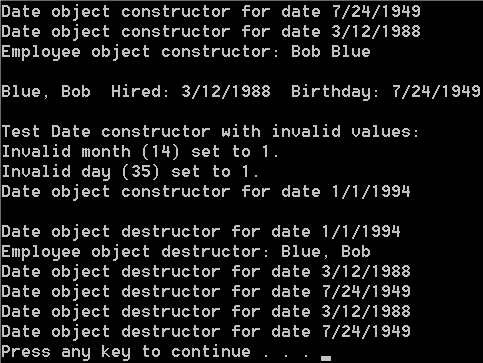 Date object constructor for date 7/24/1949
Date object constructor for date 3/12/1988
Employee object constructor: Bob Blue
Blue, Bob  Hired: 3/12/1988  Birthday: 7/24/1949
Test Date constructor with invalid values:
Invalid month (14) set to 1.
Invalid day (35) set to 1.
Date object constructor for date 1/1/1994
Date object destructor for date 1/1/1994
Employee object destructor: Blue, Bob
Date object destructor for date 3/12/1988
Date object destructor for date 7/24/1949
Date object destructor for date 3/12/1988
Date object destructor for date 7/24/1949
Press any key to continue . . . _